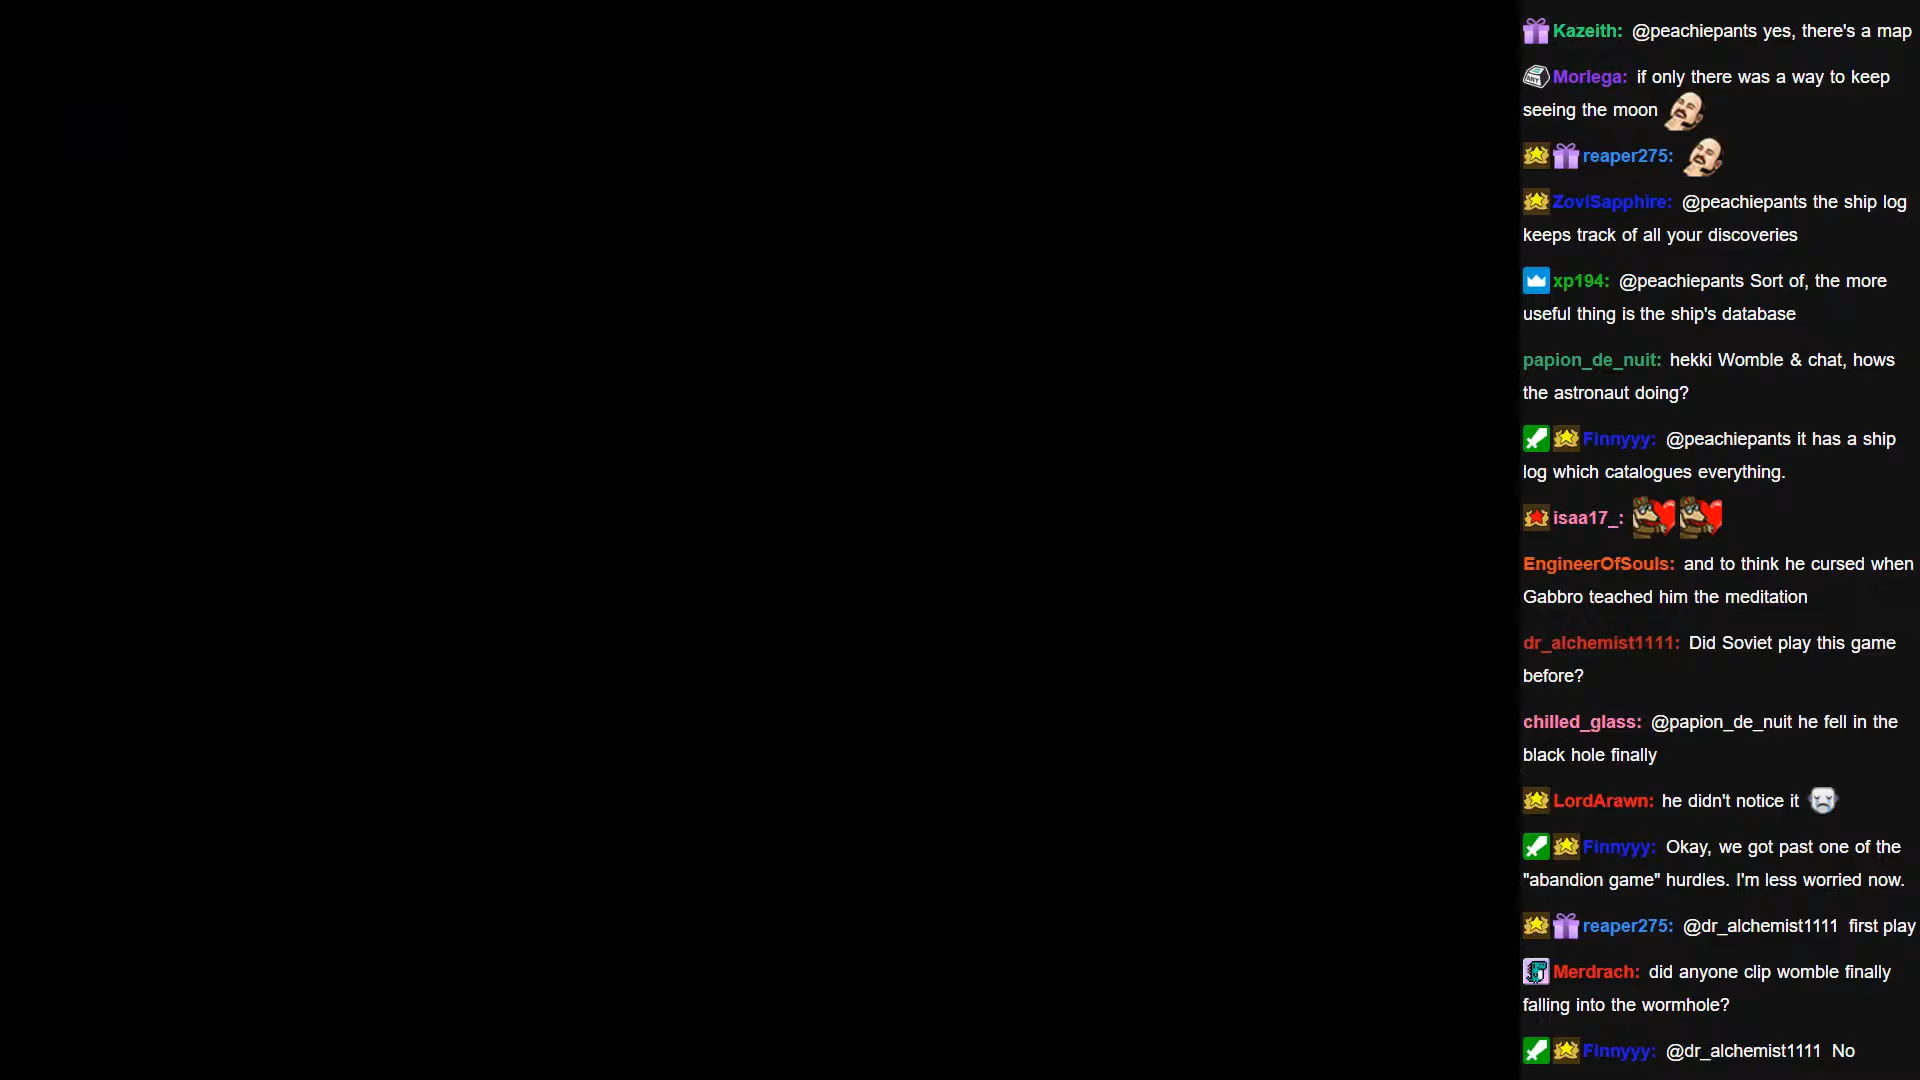 Kazeith: @peachiepants yes, there's a map
Morlega: if only there was a way to keep
seeing the moon
reaper275:
ZoviSapphire: @peachiepants the ship log
keeps track of all your discoveries
xp194: @peachiepants Sort of, the more
useful thing is the ship's database
papion_de_nuit: hekki Womble & chat, hows
the astronaut doing?
Finnyyy: @peachiepants it has a ship
log which catalogues everything.
isaa17_:
EngineerOfSouls: and to think he cursed when
Gabbro teached him the meditation
dr_alchemist1111: Did Soviet play this game
before?
chilled_glass: @papion_de_nuit he fell in the
black hole finally
LordArawn: he didn't notice it
Finnyyy: Okay, we got past one of the
"abandion game" hurdles. I'm less worried now.
reaper275: @dr_alchemist1111 first play
Merdrach: did anyone clip womble finally
falling into the wormhole?
Finnyyy: @dr_alchemist1111 No